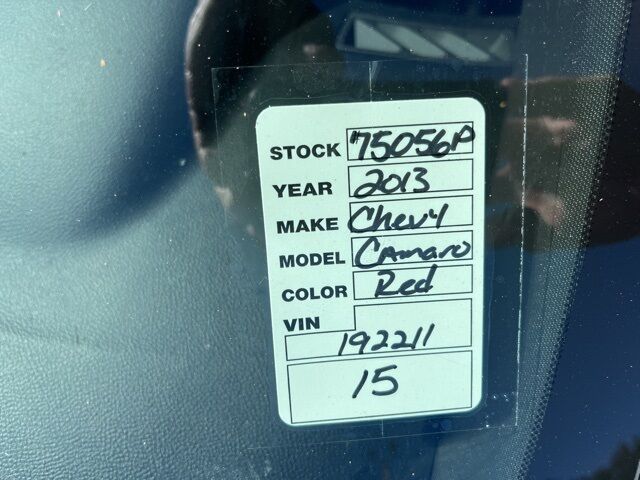 STOCK 75056P
YEAR 2013
MAKE Chevy
MODEL Camaro
COLOR Red
VIN
192211
15